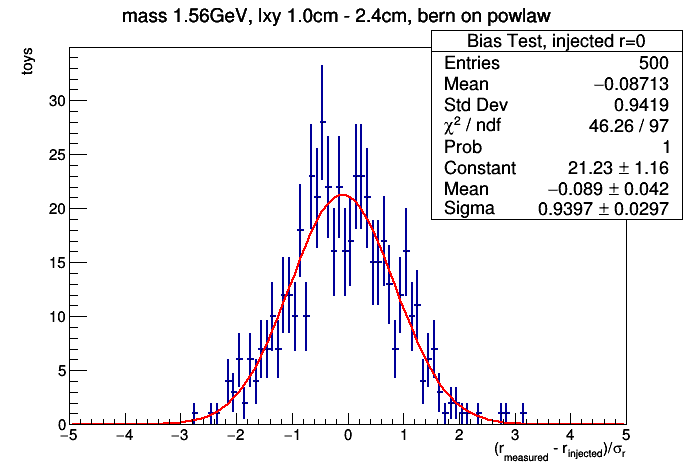 mass 1.56GeV, lxy 1.0cm - 2.4cm, bern on powlaw
Bias Test, injected r=0
Entries 500
Mean −0.08713
Std Dev 0.9419
χ² / ndf 46.26 / 97
Prob 1
Constant 21.23 ± 1.16
Mean −0.089 ± 0.042
Sigma 0.9397 ± 0.0297
toys
30
25
20
15
10
5
0
−5 −4 −3 −2 −1 0 1 2 3 4 5
(r_measured - r_injected)/σ_r